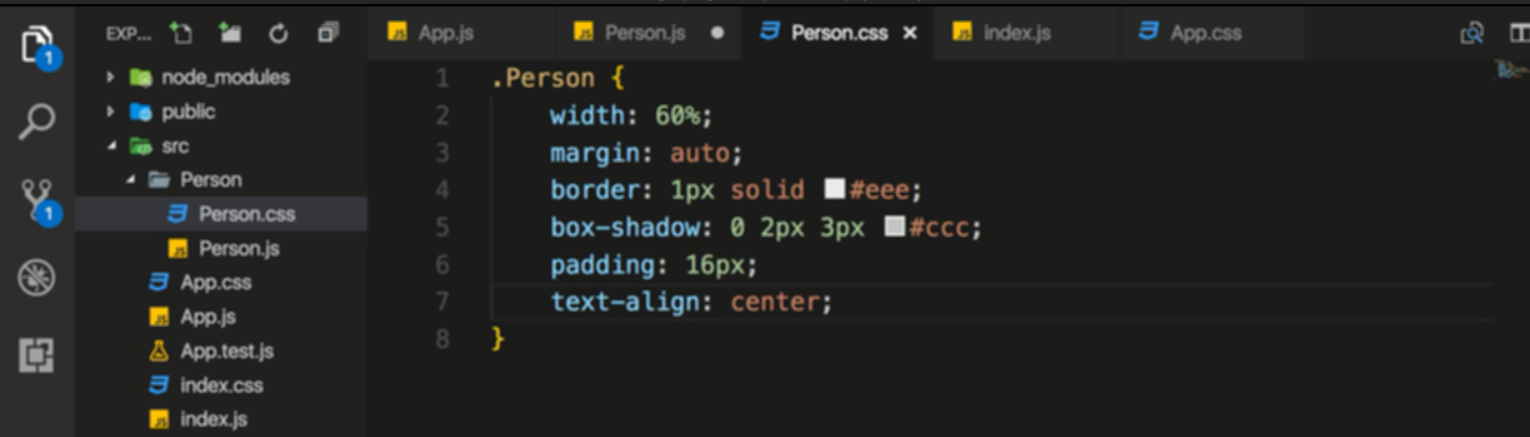 EXP...
App.js
Person.js
Person.css
index.js
App.css
1
node_modules
public
src
Person
Person.css
1
Person.js
App.css
App.js
App.test.js
index.css
index.js
1 .Person {
2 width: 60%;
3 margin: auto;
4 border: 1px solid #eee;
5 box-shadow: 0 2px 3px #ccc;
6 padding: 16px;
7 text-align: center;
8 }